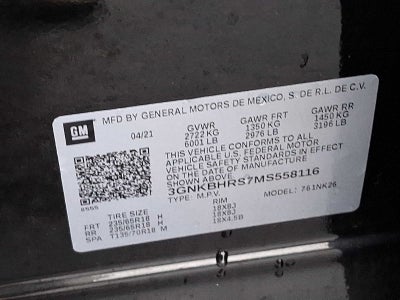 MFD BY GENERAL MOTORS DE MEXICO, S. DE R.L. DE C.V.
GM
04/21 GVWR GAWR FRT GAWR RR
2722 KG 1350 KG 1450 KG
6001 LB 2976 LB 3196 LB
THIS VEHICLE CONFORMS TO ALL
APPLICABLE U.S. FEDERAL MOTOR
VEHICLE SAFETY STANDARDS IN EFFECT
ON THE DATE OF MANUFACTURE
3GNKBHRS7MS558116
TYPE: M.P.V. MODEL: 761NK26
TIRE SIZE RIM
FRT 235/65R18 H 18X8J
RR 235/65R18 H 18X8J
SPA T135/70R18 M 18X4.5B